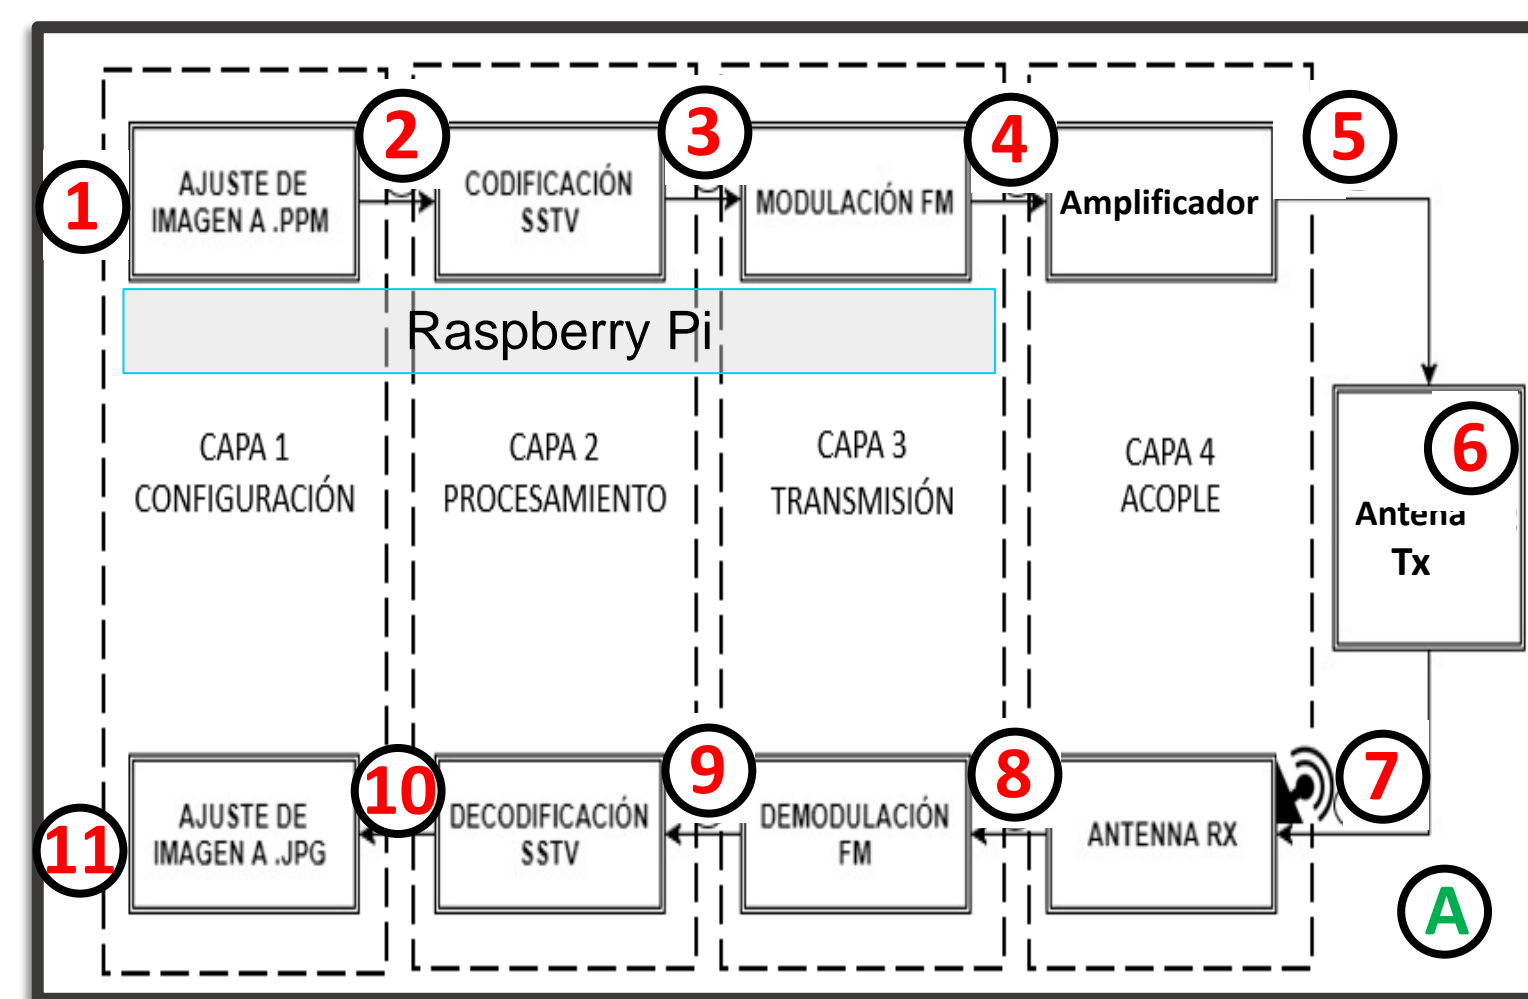 1
AJUSTE DE
IMAGEN A .PPM
2
CODIFICACIÓN
SSTV
3
MODULACIÓN FM
4
Amplificador
5
Raspberry Pi
CAPA 1
CONFIGURACIÓN
CAPA 2
PROCESAMIENTO
CAPA 3
TRANSMISIÓN
CAPA 4
ACOPLE
6
Antena
Tx
7
ANTENNA RX
8
DEMODULACIÓN
FM
9
DECODIFICACIÓN
SSTV
10
AJUSTE DE
IMAGEN A .JPG
11
A